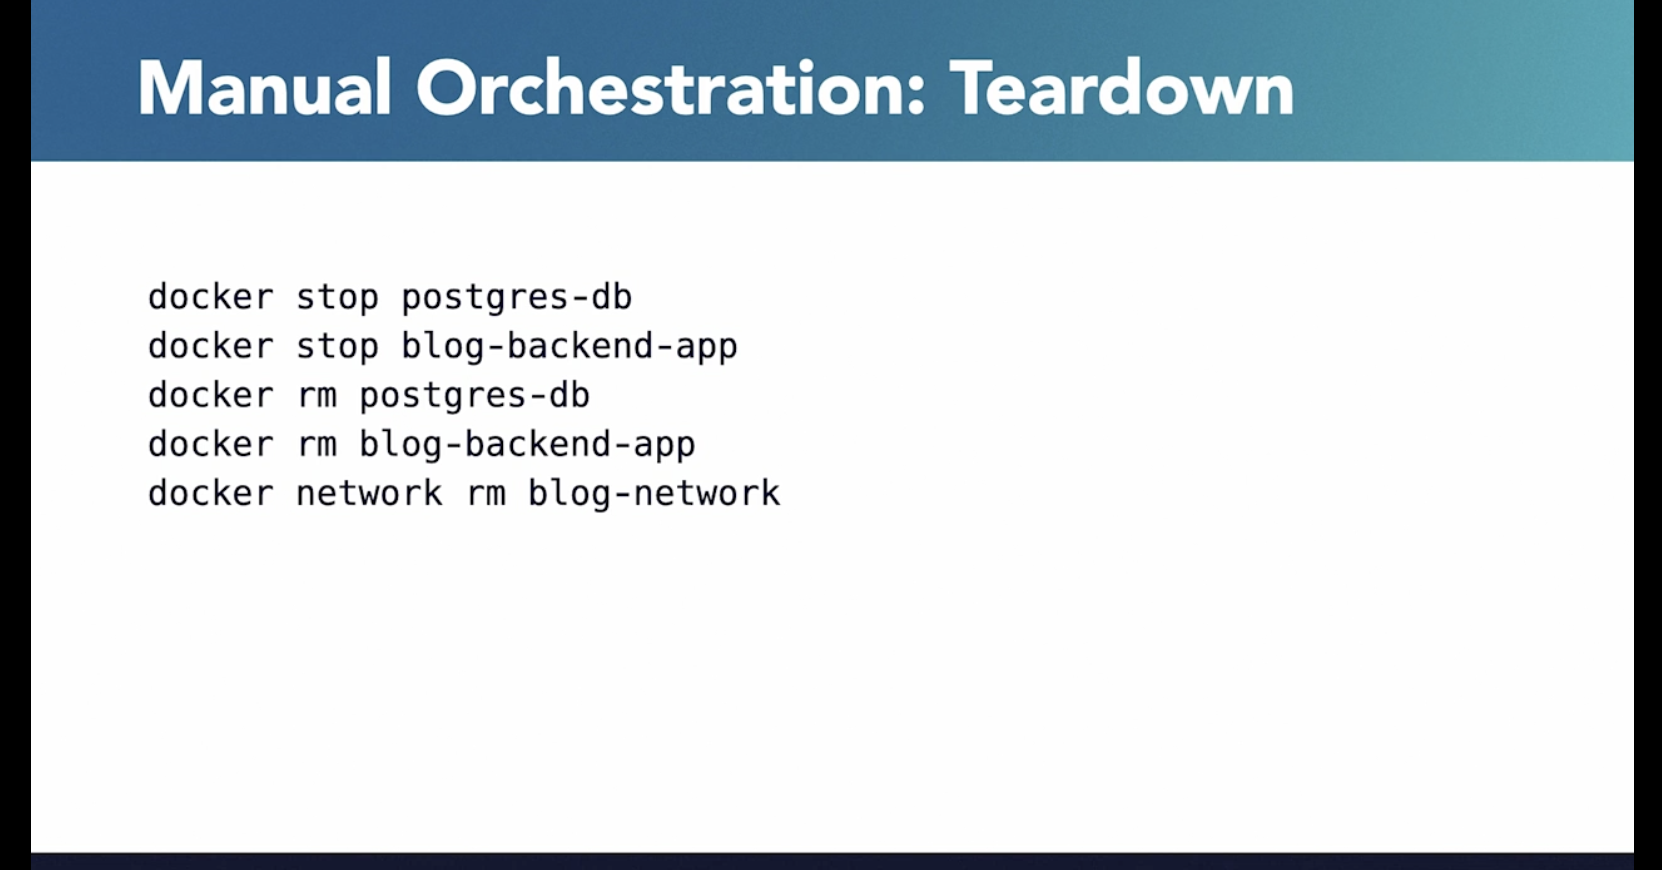 Manual Orchestration: Teardown
docker stop postgres-db
docker stop blog-backend-app
docker rm postgres-db
docker rm blog-backend-app
docker network rm blog-network